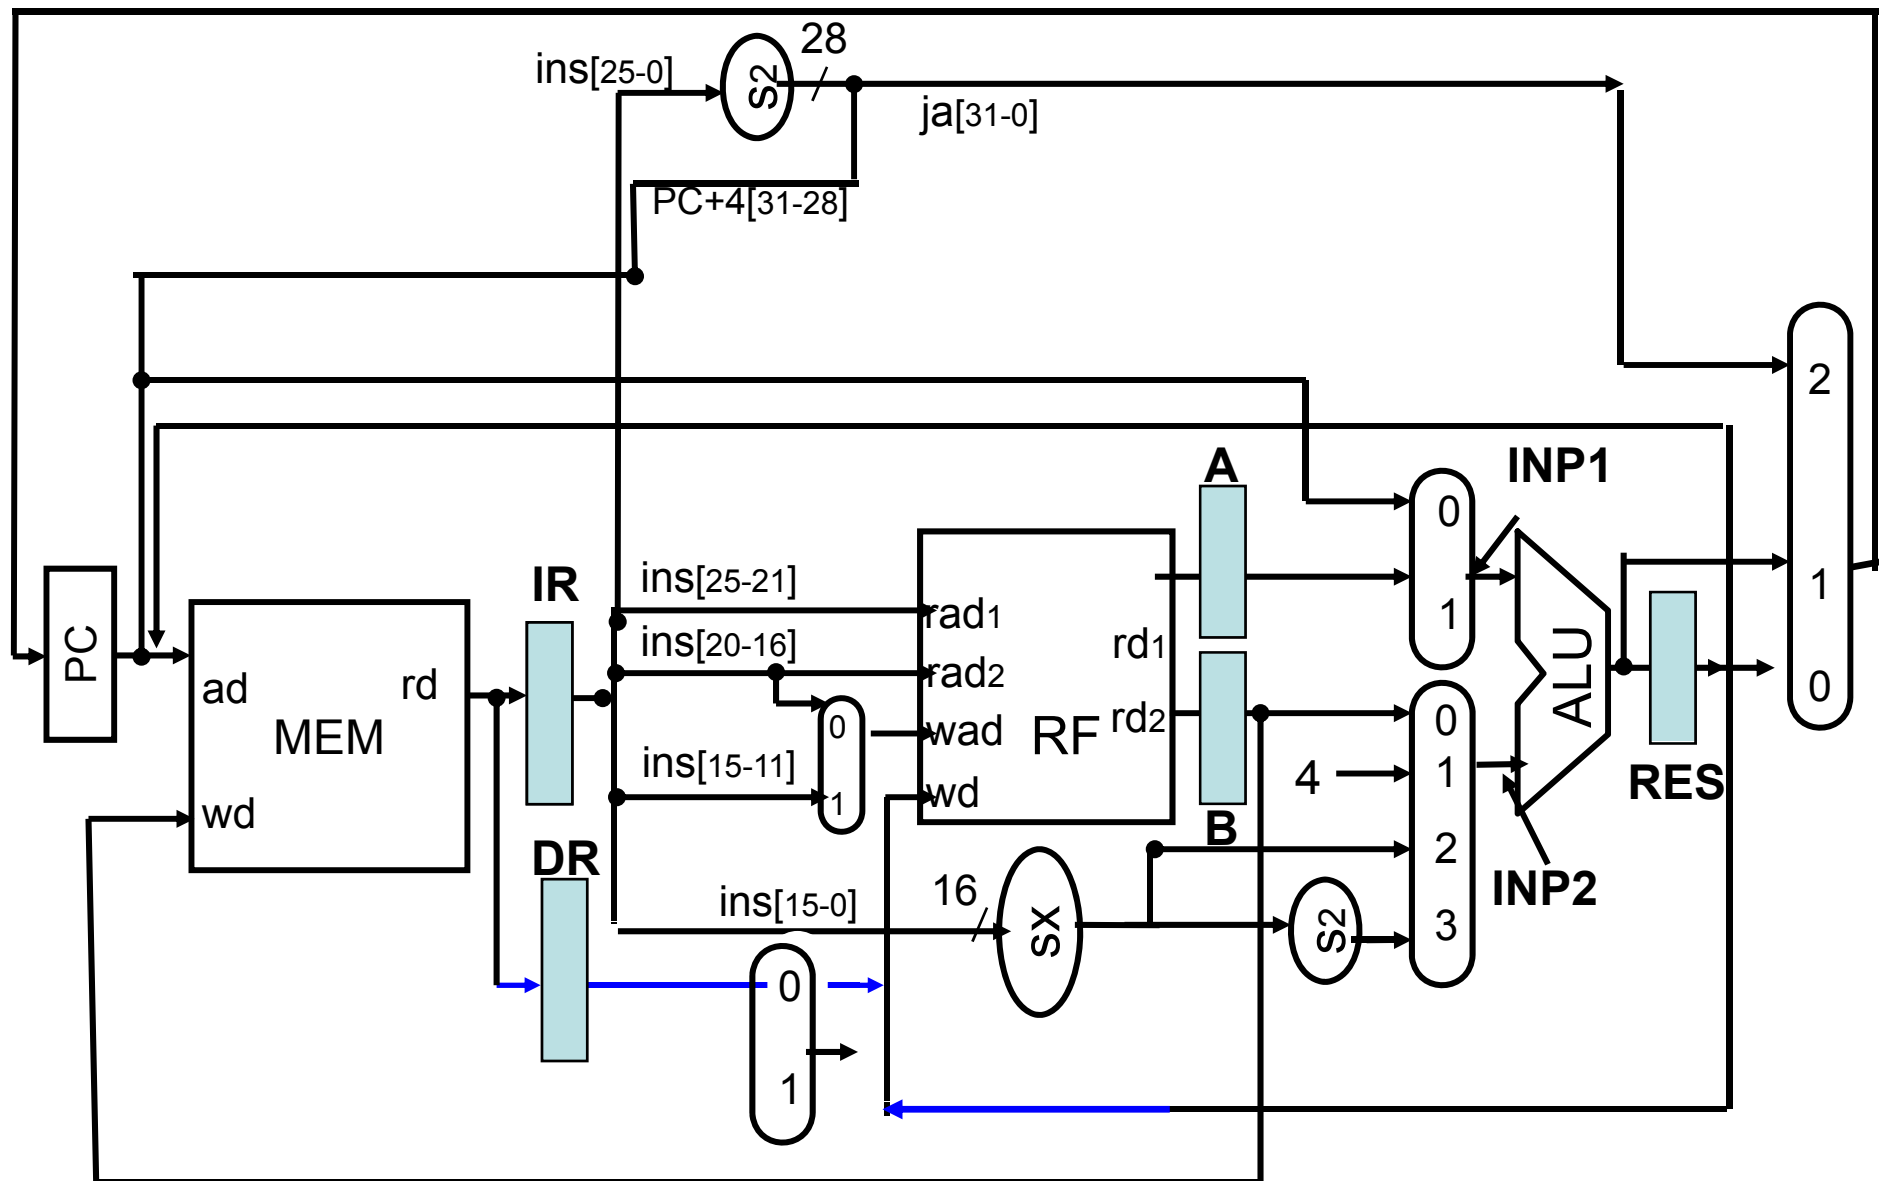 28
ins[25-0]
s2
ja[31-0]
PC+4[31-28]
2
1
0
A
INP1
0
1
PC
ad
rd
MEM
wd
IR
ins[25-21]
ins[20-16]
ins[15-11]
0
1
rad1
rad2
wad
wd
rd1
rd2
RF
B
ALU
RES
0
4
1
2
3
INP2
DR
ins[15-0]
16
sx
s2
0
1